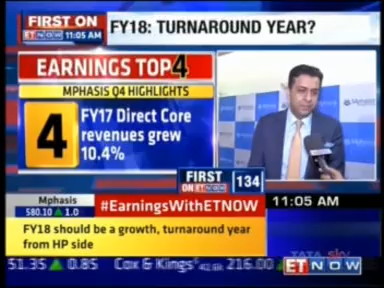 FIRST ON
ET NOW 11:05 AM
FY18: TURNAROUND YEAR?
EARNINGS TOP 4
MPHASIS Q4 HIGHLIGHTS
4
FY17 Direct Core
revenues grew
10.4%
Mphasis
FIRST
ON ET NOW
134
Mphasis
580.10 ▲ 1.0
#EarningsWithETNOW
11:05 AM
FY18 should be a growth, turnaround year
from HP side
TATA sky
51.35 ▲ 0.85 Cox & Kings 216.00
ET NOW